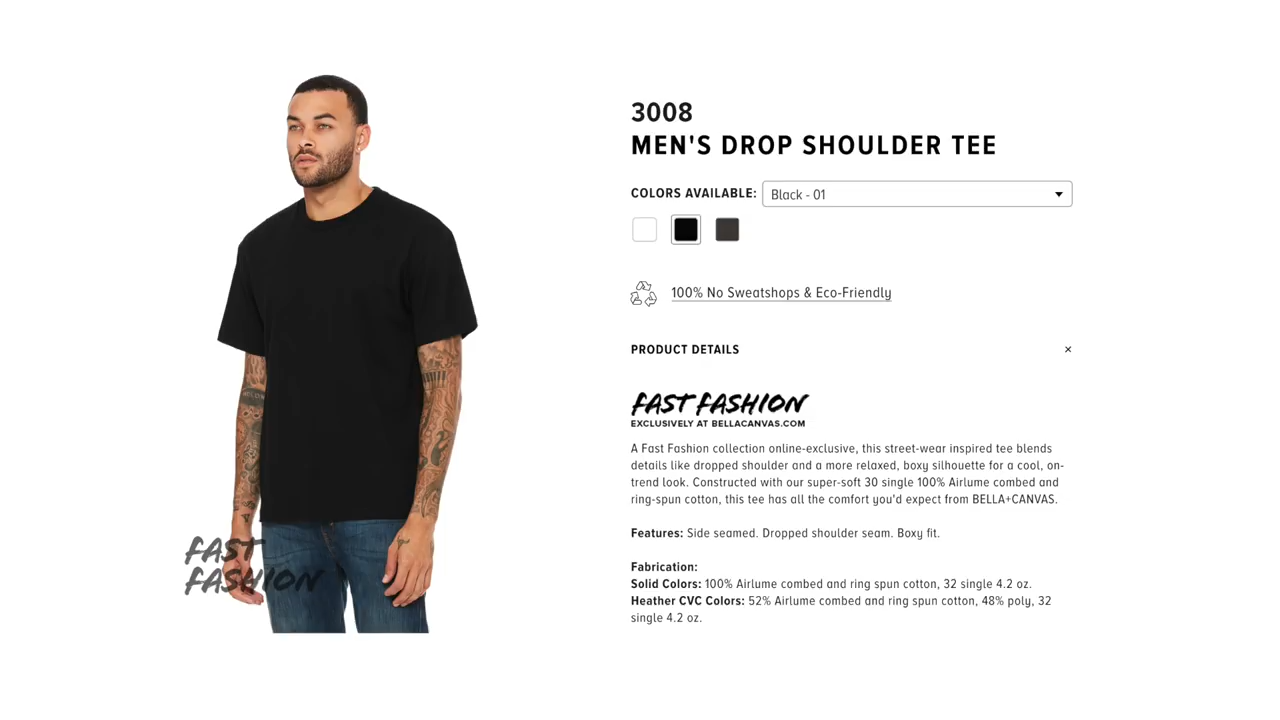 3008
MEN'S DROP SHOULDER TEE
COLORS AVAILABLE: Black - 01
100% No Sweatshops & Eco-Friendly
PRODUCT DETAILS ×
FAST FASHION
EXCLUSIVELY AT BELLACANVAS.COM
A Fast Fashion collection online-exclusive, this street-wear inspired tee blends
details like dropped shoulder and a more relaxed, boxy silhouette for a cool, on-
trend look. Constructed with our super-soft 30 single 100% Airlume combed and
ring-spun cotton, this tee has all the comfort you'd expect from BELLA+CANVAS.
Features: Side seamed. Dropped shoulder seam. Boxy fit.
Fabrication:
Solid Colors: 100% Airlume combed and ring spun cotton, 32 single 4.2 oz.
Heather CVC Colors: 52% Airlume combed and ring spun cotton, 48% poly, 32
single 4.2 oz.
FAST
FASHION